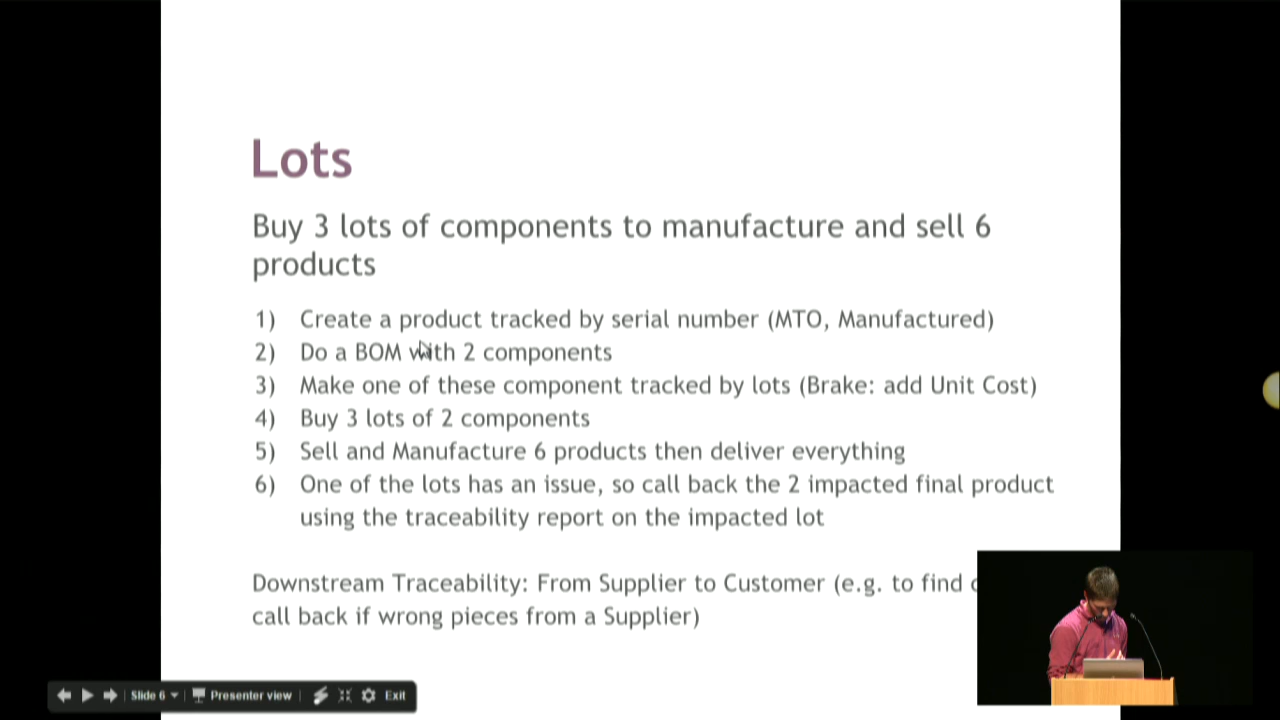 Lots
Buy 3 lots of components to manufacture and sell 6
products
1) Create a product tracked by serial number (MTO, Manufactured)
2) Do a BOM with 2 components
3) Make one of these component tracked by lots (Brake: add Unit Cost)
4) Buy 3 lots of 2 components
5) Sell and Manufacture 6 products then deliver everything
6) One of the lots has an issue, so call back the 2 impacted final product
using the traceability report on the impacted lot
Downstream Traceability: From Supplier to Customer (e.g. to find
call back if wrong pieces from a Supplier)
Slide 6 Presenter view Exit